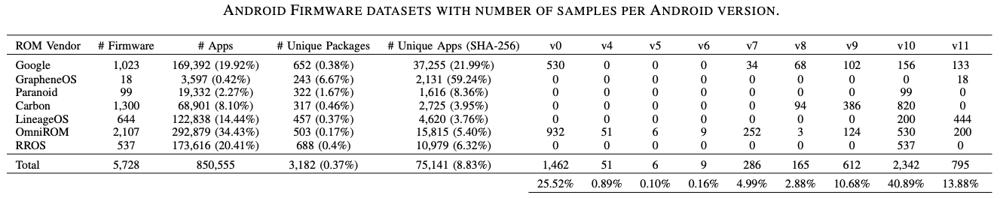 ANDROID FIRMWARE DATASETS WITH NUMBER OF SAMPLES PER ANDROID VERSION.
ROM Vendor # Firmware # Apps # Unique Packages # Unique Apps (SHA-256) v0 v4 v5 v6 v7 v8 v9 v10 v11
Google 1,023 169,392 (19.92%) 652 (0.38%) 37,255 (21.99%) 530 0 0 0 34 68 102 156 133
GrapheneOS 18 3,597 (0.42%) 243 (6.67%) 2,131 (59.24%) 0 0 0 0 0 0 0 0 18
Paranoid 99 19,332 (2.27%) 322 (1.67%) 1,616 (8.36%) 0 0 0 0 0 0 0 99 0
Carbon 1,300 68,901 (8.10%) 317 (0.46%) 2,725 (3.95%) 0 0 0 0 0 94 386 820 0
LineageOS 644 122,838 (14.44%) 457 (0.37%) 4,620 (3.76%) 0 0 0 0 0 0 0 200 444
OmniROM 2,107 292,879 (34.43%) 503 (0.17%) 15,815 (5.40%) 932 51 6 9 252 3 124 530 200
RROS 537 173,616 (20.41%) 688 (0.4%) 10,979 (6.32%) 0 0 0 0 0 0 0 537 0
Total 5,728 850,555 3,182 (0.37%) 75,141 (8.83%) 1,462 51 6 9 286 165 612 2,342 795
25.52% 0.89% 0.10% 0.16% 4.99% 2.88% 10.68% 40.89% 13.88%